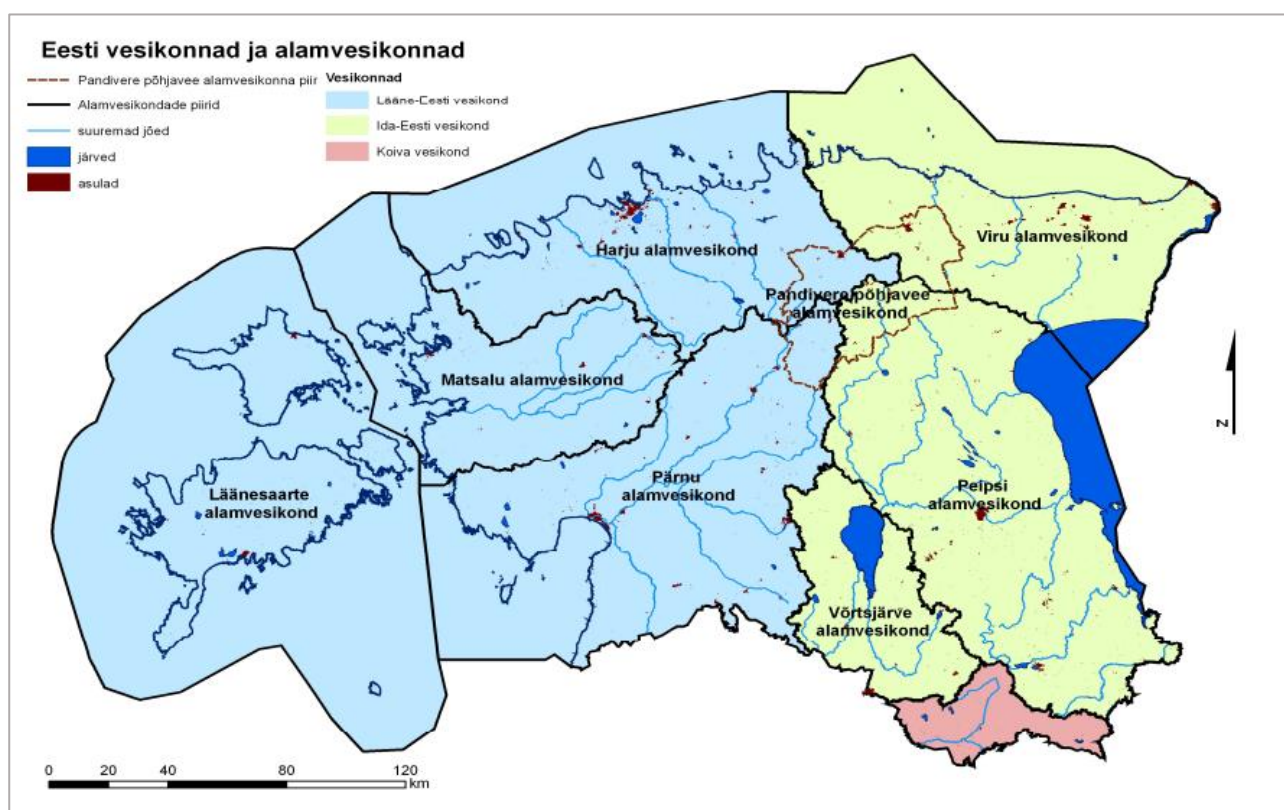 Eesti vesikonnad ja alamvesikonnad
Pandivere põhjavee alamvesikonna piir
Alamvesikondade piirid
suuremad jõed
järved
asulad
Vesikonnad
Lääne-Eesti vesikond
Ida-Eesti vesikond
Koiva vesikond
Harju alamvesikond
Viru alamvesikond
Pandivere põhjavee
alamvesikond
Matsalu alamvesikond
Läänesaarte
alamvesikond
Pärnu
alamvesikond
Peipsi
alamvesikond
Võrtsjärve
alamvesikond
N
0 20 40 80 120
km